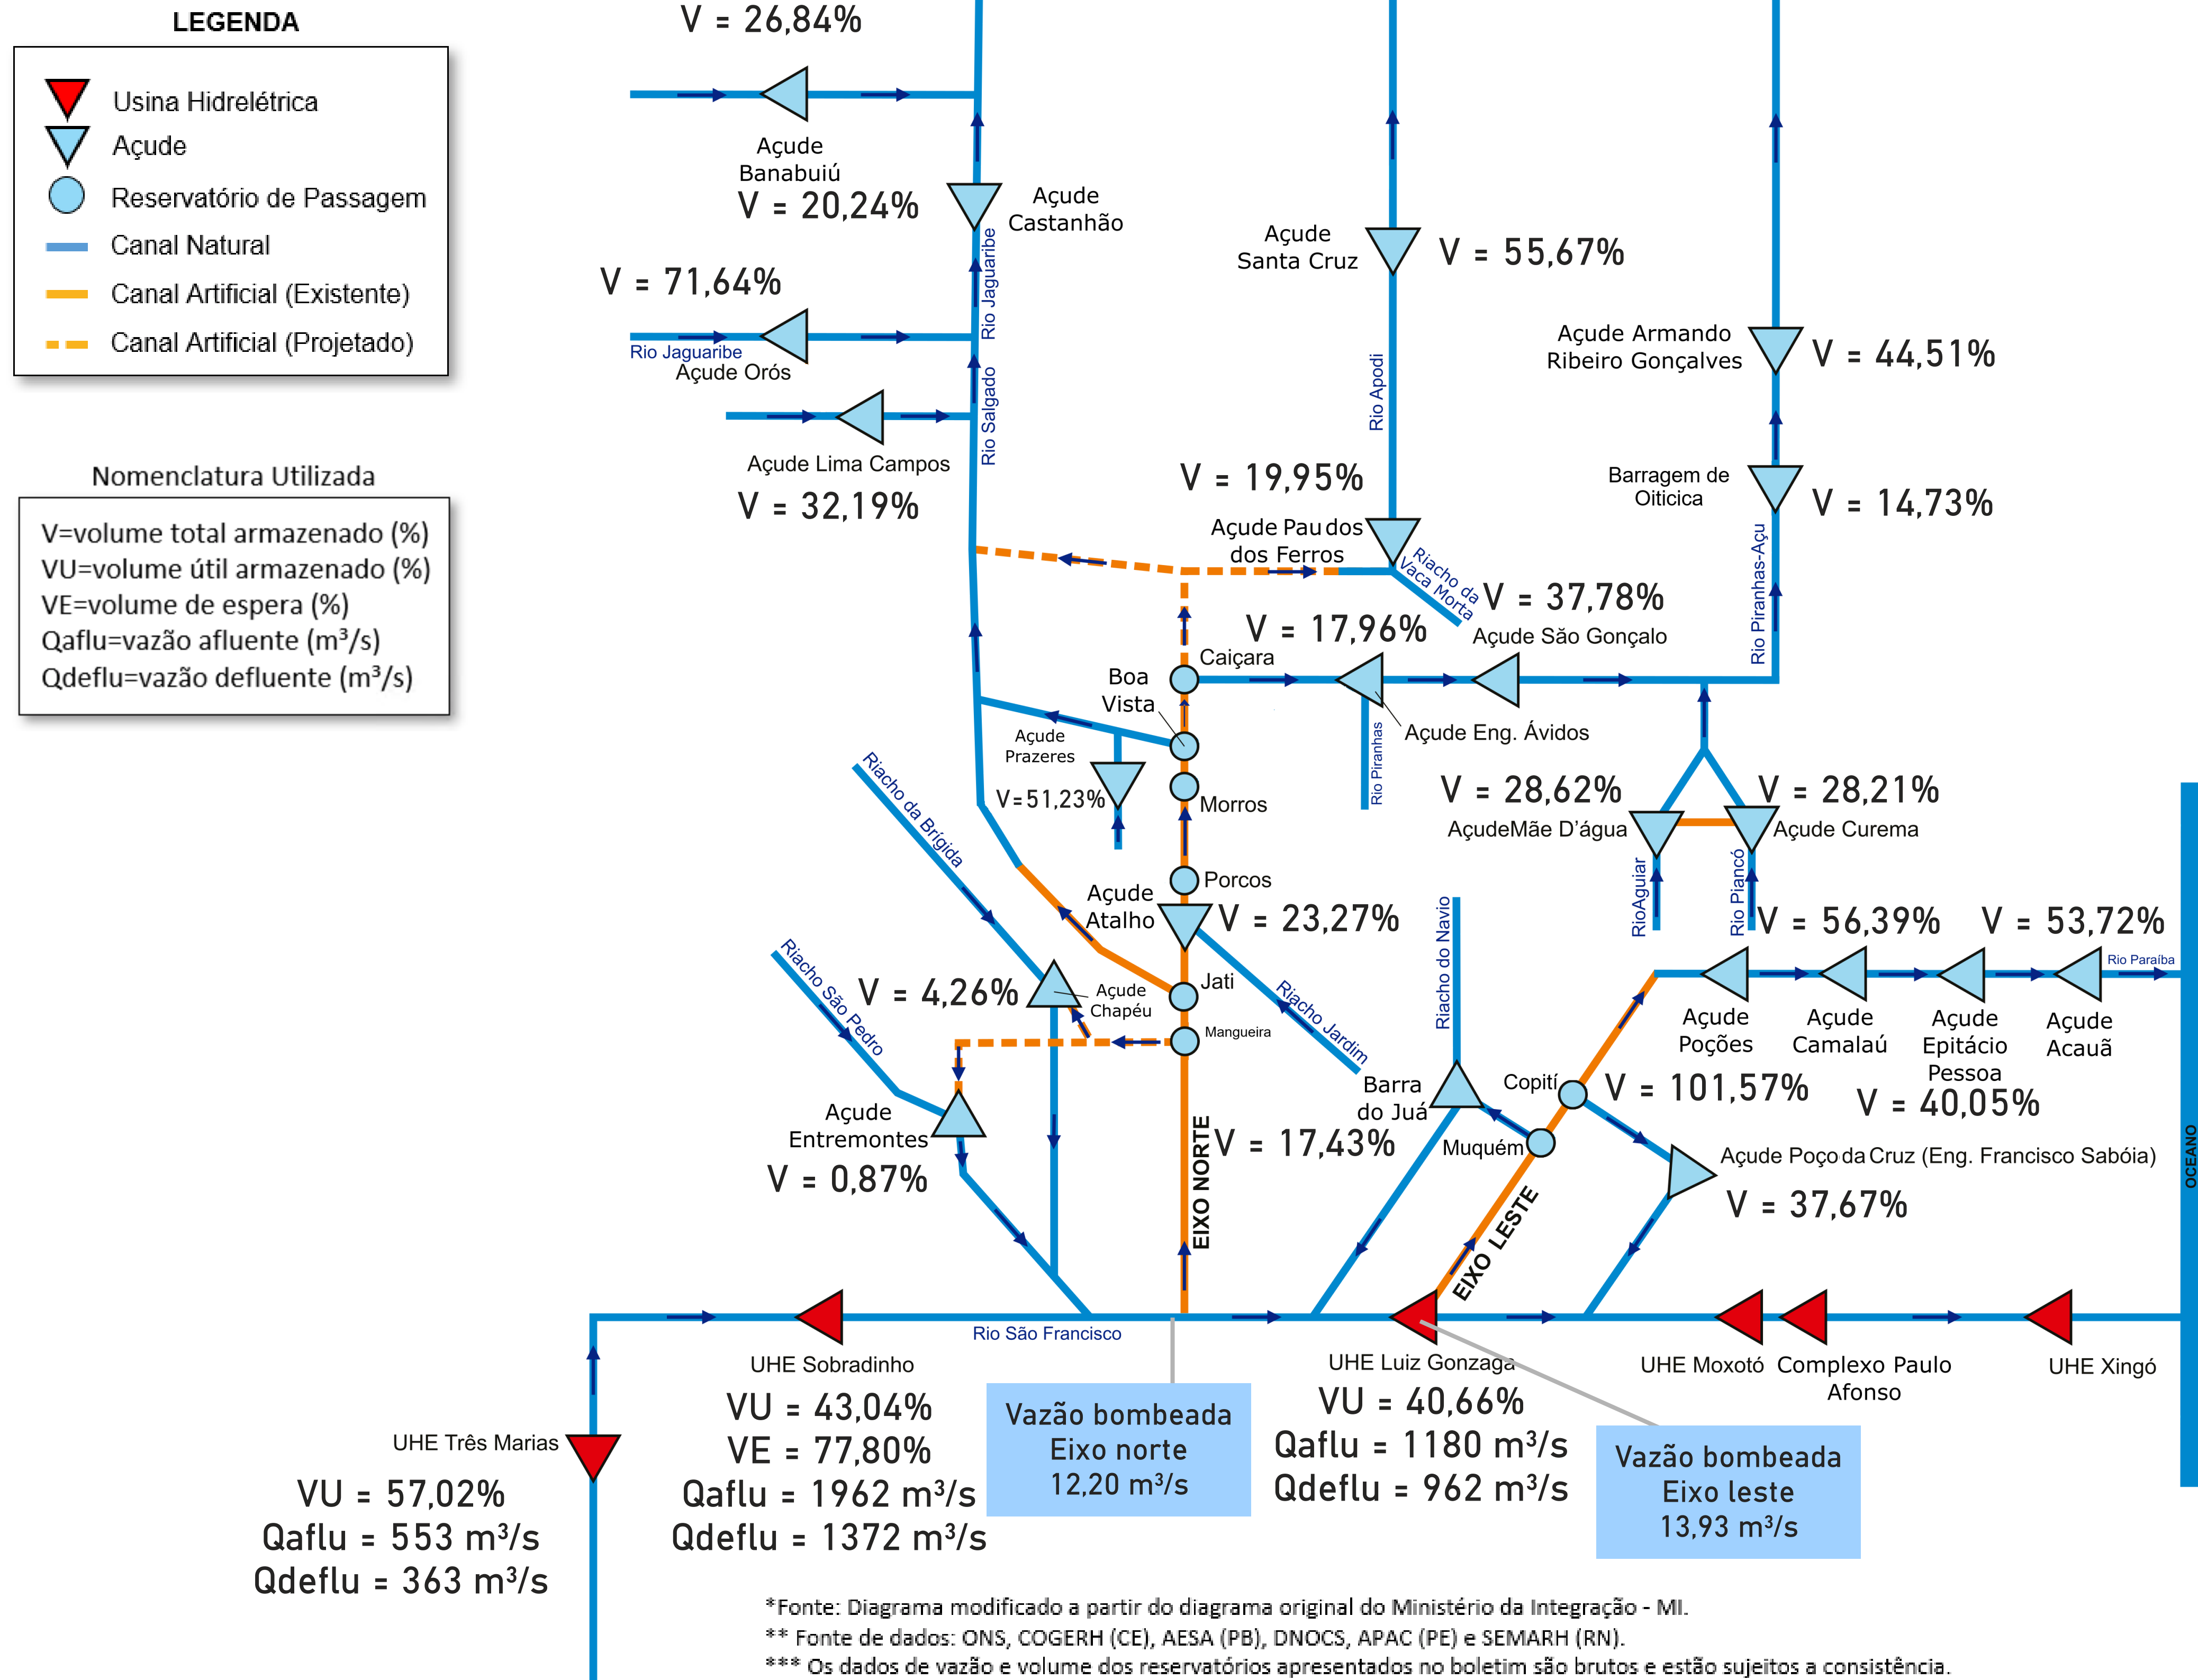 LEGENDA
Usina Hidrelétrica
Açude
Reservatório de Passagem
Canal Natural
Canal Artificial (Existente)
Canal Artificial (Projetado)
Nomenclatura Utilizada
V=volume total armazenado (%)
VU=volume útil armazenado (%)
VE=volume de espera (%)
Qaflu=vazão afluente (m³/s)
Qdeflu=vazão defluente (m³/s)
V = 26,84%
Açude
Banabuiú
V = 20,24%
Açude
Castanhão
Rio Jaguaribe
V = 71,64%
Rio Jaguaribe
Açude Orós
Rio Salgado
Açude Lima Campos
V = 32,19%
Açude
Santa Cruz
V = 55,67%
Rio Apodi
Açude Armando
Ribeiro Gonçalves
V = 44,51%
V = 19,95%
Açude Pau dos
dos Ferros
Riacho da
Vaca Morta
Barragem de
Oiticica
V = 14,73%
Rio Piranhas-Açu
V = 37,78%
Açude São Gonçalo
V = 17,96%
Caiçara
Boa
Vista
Açude Eng. Ávidos
Rio Piranhas
Açude
Prazeres
V=51,23%
Morros
V = 28,62%
AçudeMãe D'água
V = 28,21%
Açude Curema
RioAguiar
Rio Piancó
Riacho da Brígida
Porcos
Açude
Atalho
V = 23,27%
Riacho do Navio
V = 56,39%
V = 53,72%
Rio Paraíba
Riacho São Pedro
V = 4,26%
Açude
Chapéu
Jati
Mangueira
Riacho Jardim
Açude
Poções
Açude
Camalaú
Açude
Epitácio
Pessoa
Açude
Acauã
Barra
do Juá
Copití
V = 101,57%
V = 40,05%
Açude
Entremontes
V = 0,87%
EIXO NORTE
V = 17,43%
Muquém
Açude Poço da Cruz (Eng. Francisco Sabóia)
V = 37,67%
EIXO LESTE
OCEANO
Rio São Francisco
UHE Sobradinho
VU = 43,04%
VE = 77,80%
Qaflu = 1962 m³/s
Qdeflu = 1372 m³/s
Vazão bombeada
Eixo norte
12,20 m³/s
UHE Luiz Gonzaga
VU = 40,66%
Qaflu = 1180 m³/s
Qdeflu = 962 m³/s
Vazão bombeada
Eixo leste
13,93 m³/s
UHE Moxotó
Complexo Paulo
Afonso
UHE Xingó
UHE Três Marias
VU = 57,02%
Qaflu = 553 m³/s
Qdeflu = 363 m³/s
*Fonte: Diagrama modificado a partir do diagrama original do Ministério da Integração - MI.
** Fonte de dados: ONS, COGERH (CE), AESA (PB), DNOCS, APAC (PE) e SEMARH (RN).
*** Os dados de vazão e volume dos reservatórios apresentados no boletim são brutos e estão sujeitos a consistência.